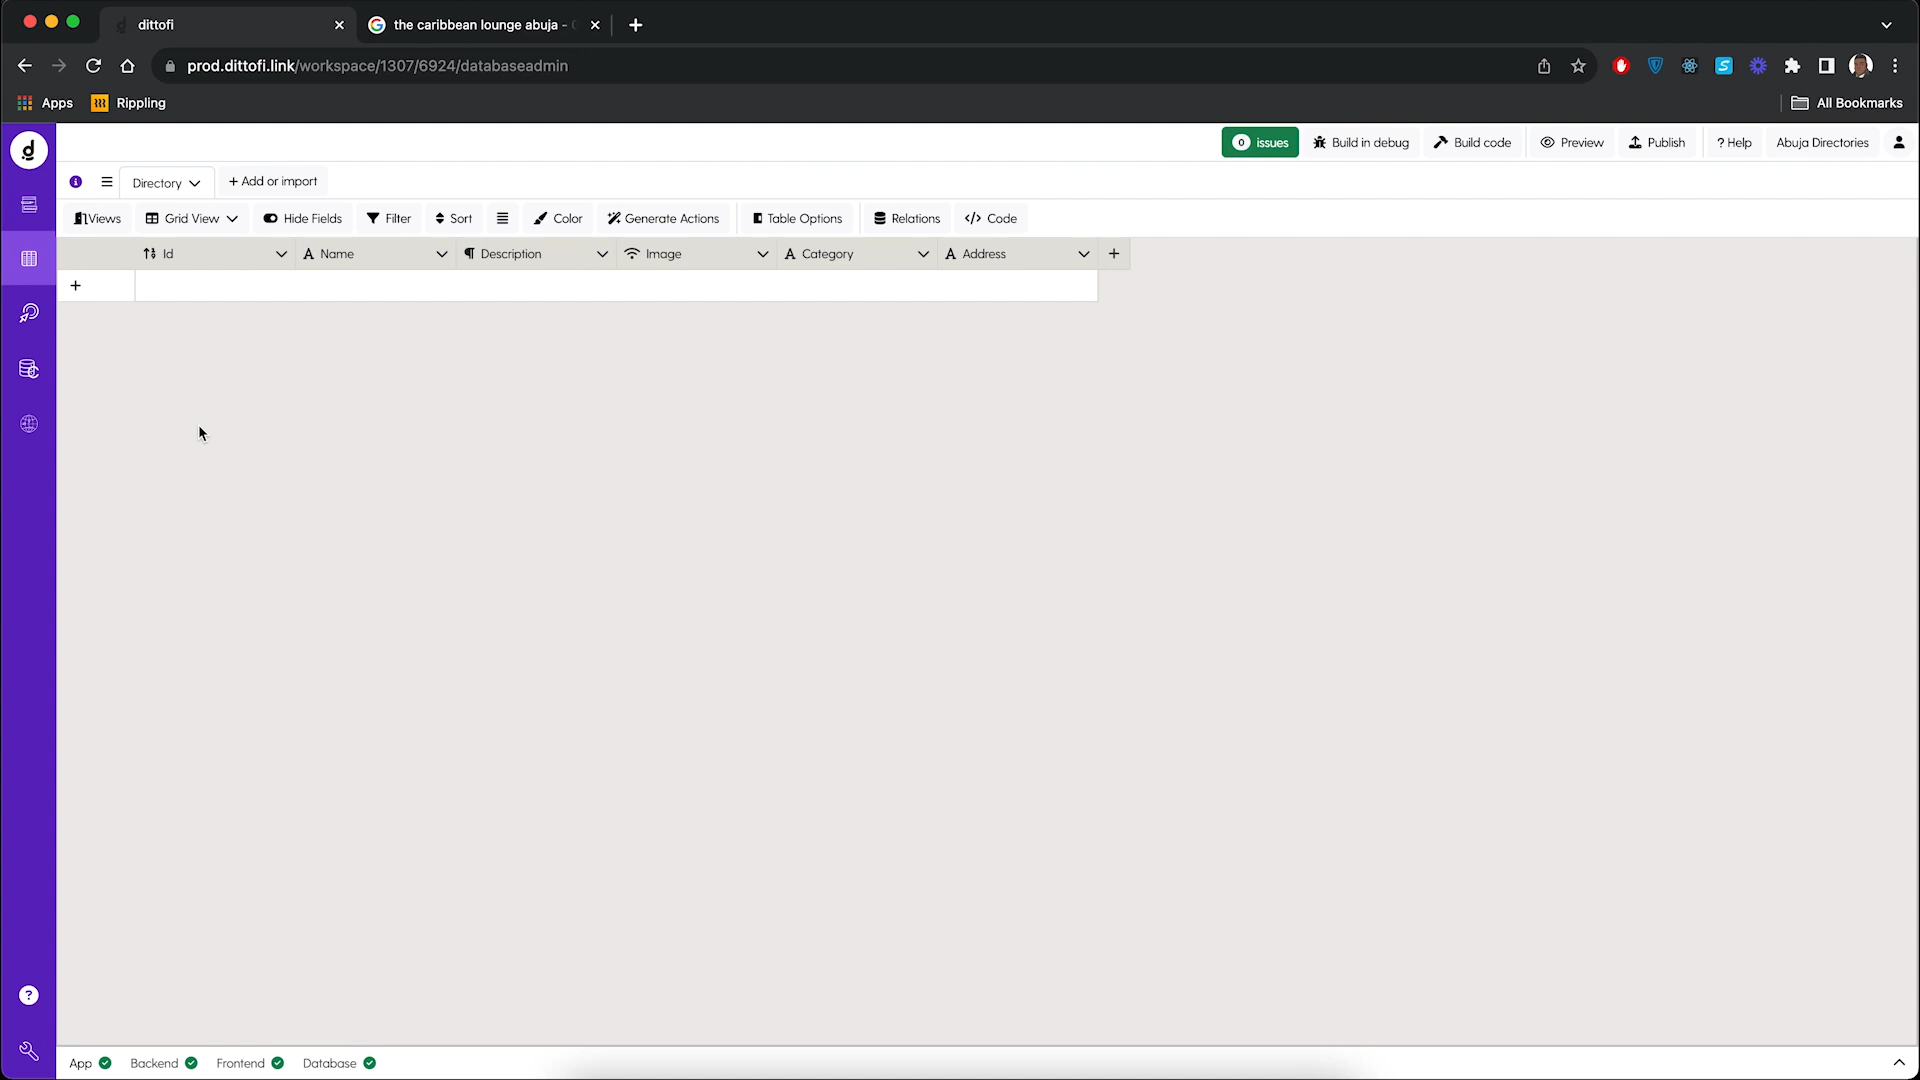 dittofi
the caribbean lounge abuja -
prod.dittofi.link/workspace/1307/6924/databaseadmin
Apps
Rippling
All Bookmarks
0 issues
Build in debug
Build code
Preview
Publish
? Help
Abuja Directories
Directory
+ Add or import
Views
Grid View
Hide Fields
Filter
Sort
Color
Generate Actions
Table Options
Relations
</> Code
Id
Name
Description
Image
Category
Address
App
Backend
Frontend
Database